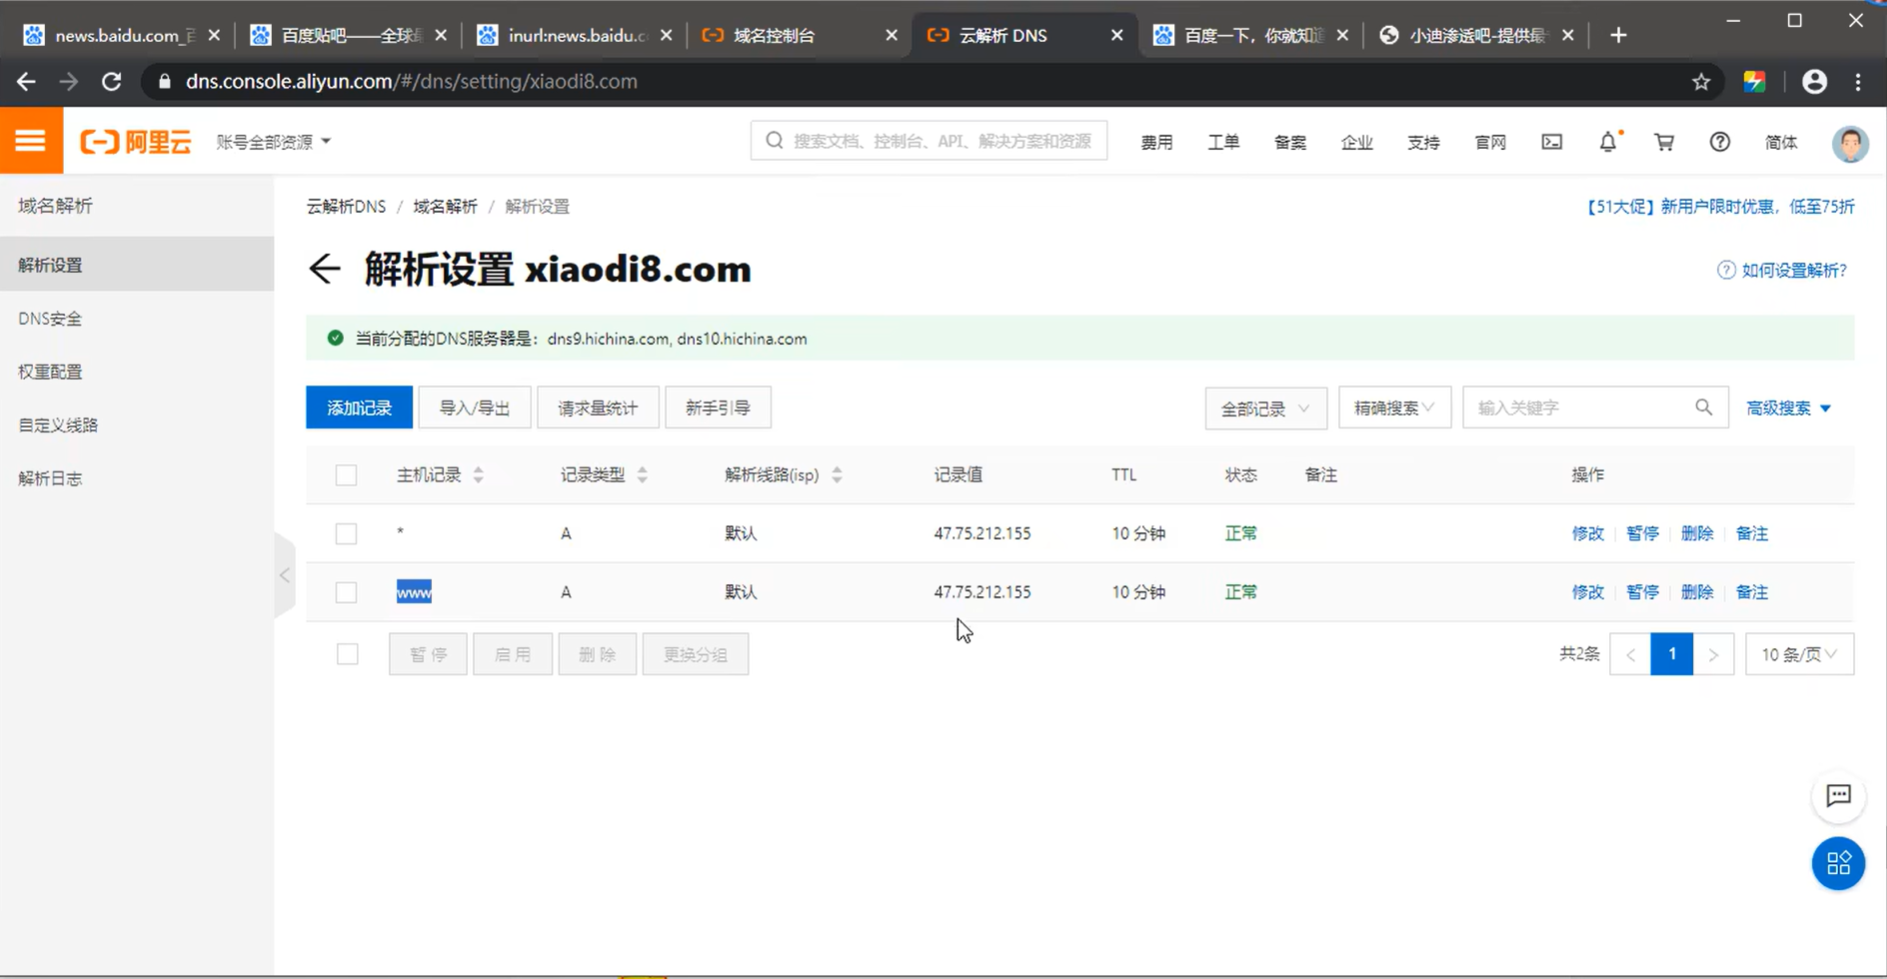 news.baidu.com_百
百度贴吧——全球最
inurl:news.baidu.c
域名控制台
云解析 DNS
百度一下，你就知道
小迪渗透吧-提供最
dns.console.aliyun.com/#/dns/setting/xiaodi8.com
阿里云
账号全部资源
搜索文档、控制台、API、解决方案和资源
费用
工单
备案
企业
支持
官网
简体
域名解析
解析设置
DNS安全
权重配置
自定义线路
解析日志
云解析DNS / 域名解析 / 解析设置
【51大促】新用户限时优惠，低至75折
解析设置 xiaodi8.com
如何设置解析?
当前分配的DNS服务器是： dns9.hichina.com, dns10.hichina.com
添加记录
导入/导出
请求量统计
新手引导
全部记录
精确搜索
输入关键字
高级搜索
主机记录 记录类型 解析线路(isp) 记录值 TTL 状态 备注 操作
* A 默认 47.75.212.155 10 分钟 正常 修改 暂停 删除 备注
www A 默认 47.75.212.155 10 分钟 正常 修改 暂停 删除 备注
暂停 启用 删除 更换分组 共2条 < 1 > 10 条/页